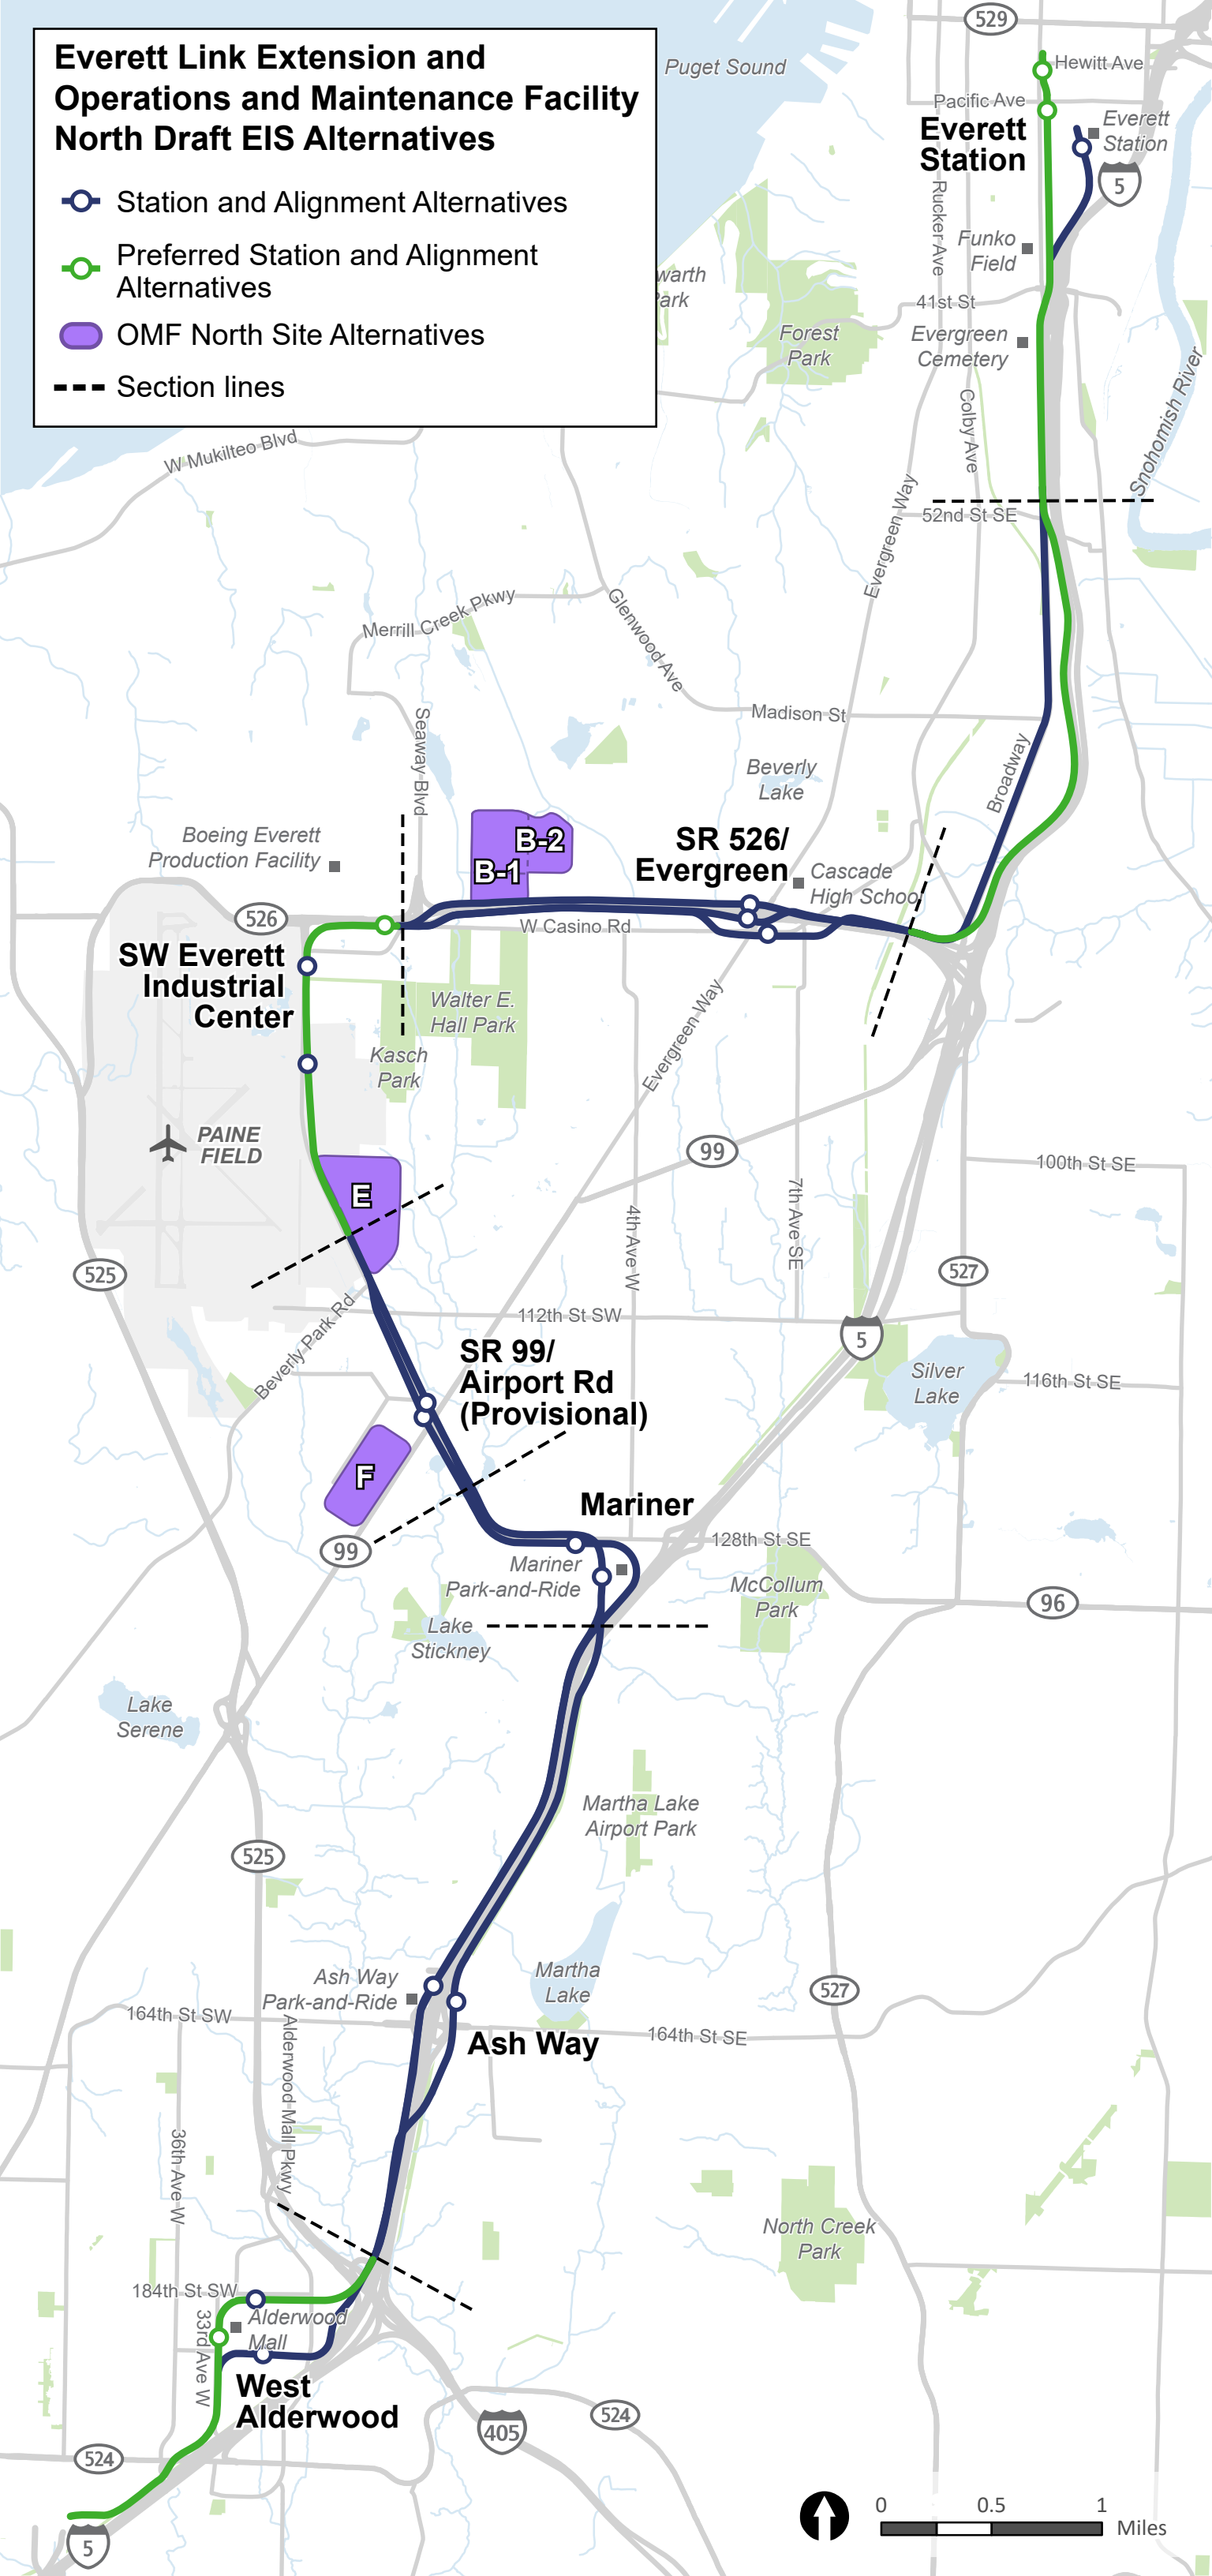 Everett Link Extension and
Operations and Maintenance Facility
North Draft EIS Alternatives
Station and Alignment Alternatives
Preferred Station and Alignment
Alternatives
OMF North Site Alternatives
Section lines
529
Puget Sound
Hewitt Ave
Pacific Ave
Everett
Station
Everett
Station
5
Rucker Ave
Funko
Field
warth
Park
41st St
Forest
Park
Evergreen
Cemetery
Colby Ave
Snohomish River
W Mukilteo Blvd
Evergreen Way
52nd St SE
Merrill Creek Pkwy
Glenwood Ave
Seaway Blvd
Madison St
Broadway
Beverly
Lake
Boeing Everett
Production Facility
B-2
B-1
SR 526/
Evergreen
Cascade
High Schoo
526
W Casino Rd
SW Everett
Industrial
Center
Walter E.
Hall Park
Evergreen Way
Kasch
Park
PAINE
FIELD
99
100th St SE
E
7th Ave SE
4th Ave W
525
527
112th St SW
Beverly Park Rd
5
SR 99/
Airport Rd
(Provisional)
Silver
Lake
116th St SE
F
Mariner
99
128th St SE
Mariner
Park-and-Ride
McCollum
Park
96
Lake
Stickney
Lake
Serene
Martha Lake
Airport Park
525
Ash Way
Park-and-Ride
Martha
Lake
527
164th St SW
Ash Way
164th St SE
Alderwood Mall Pkwy
36th Ave W
North Creek
Park
184th St SW
Alderwood
Mall
33rd Ave W
West
Alderwood
405
524
524
5
0 0.5 1
Miles